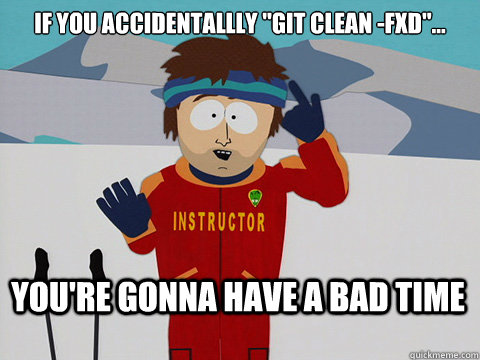 IF YOU ACCIDENTALLLY "GIT CLEAN -FXD"...
INSTRUCTOR
YOU'RE GONNA HAVE A BAD TIME
quickmeme.com